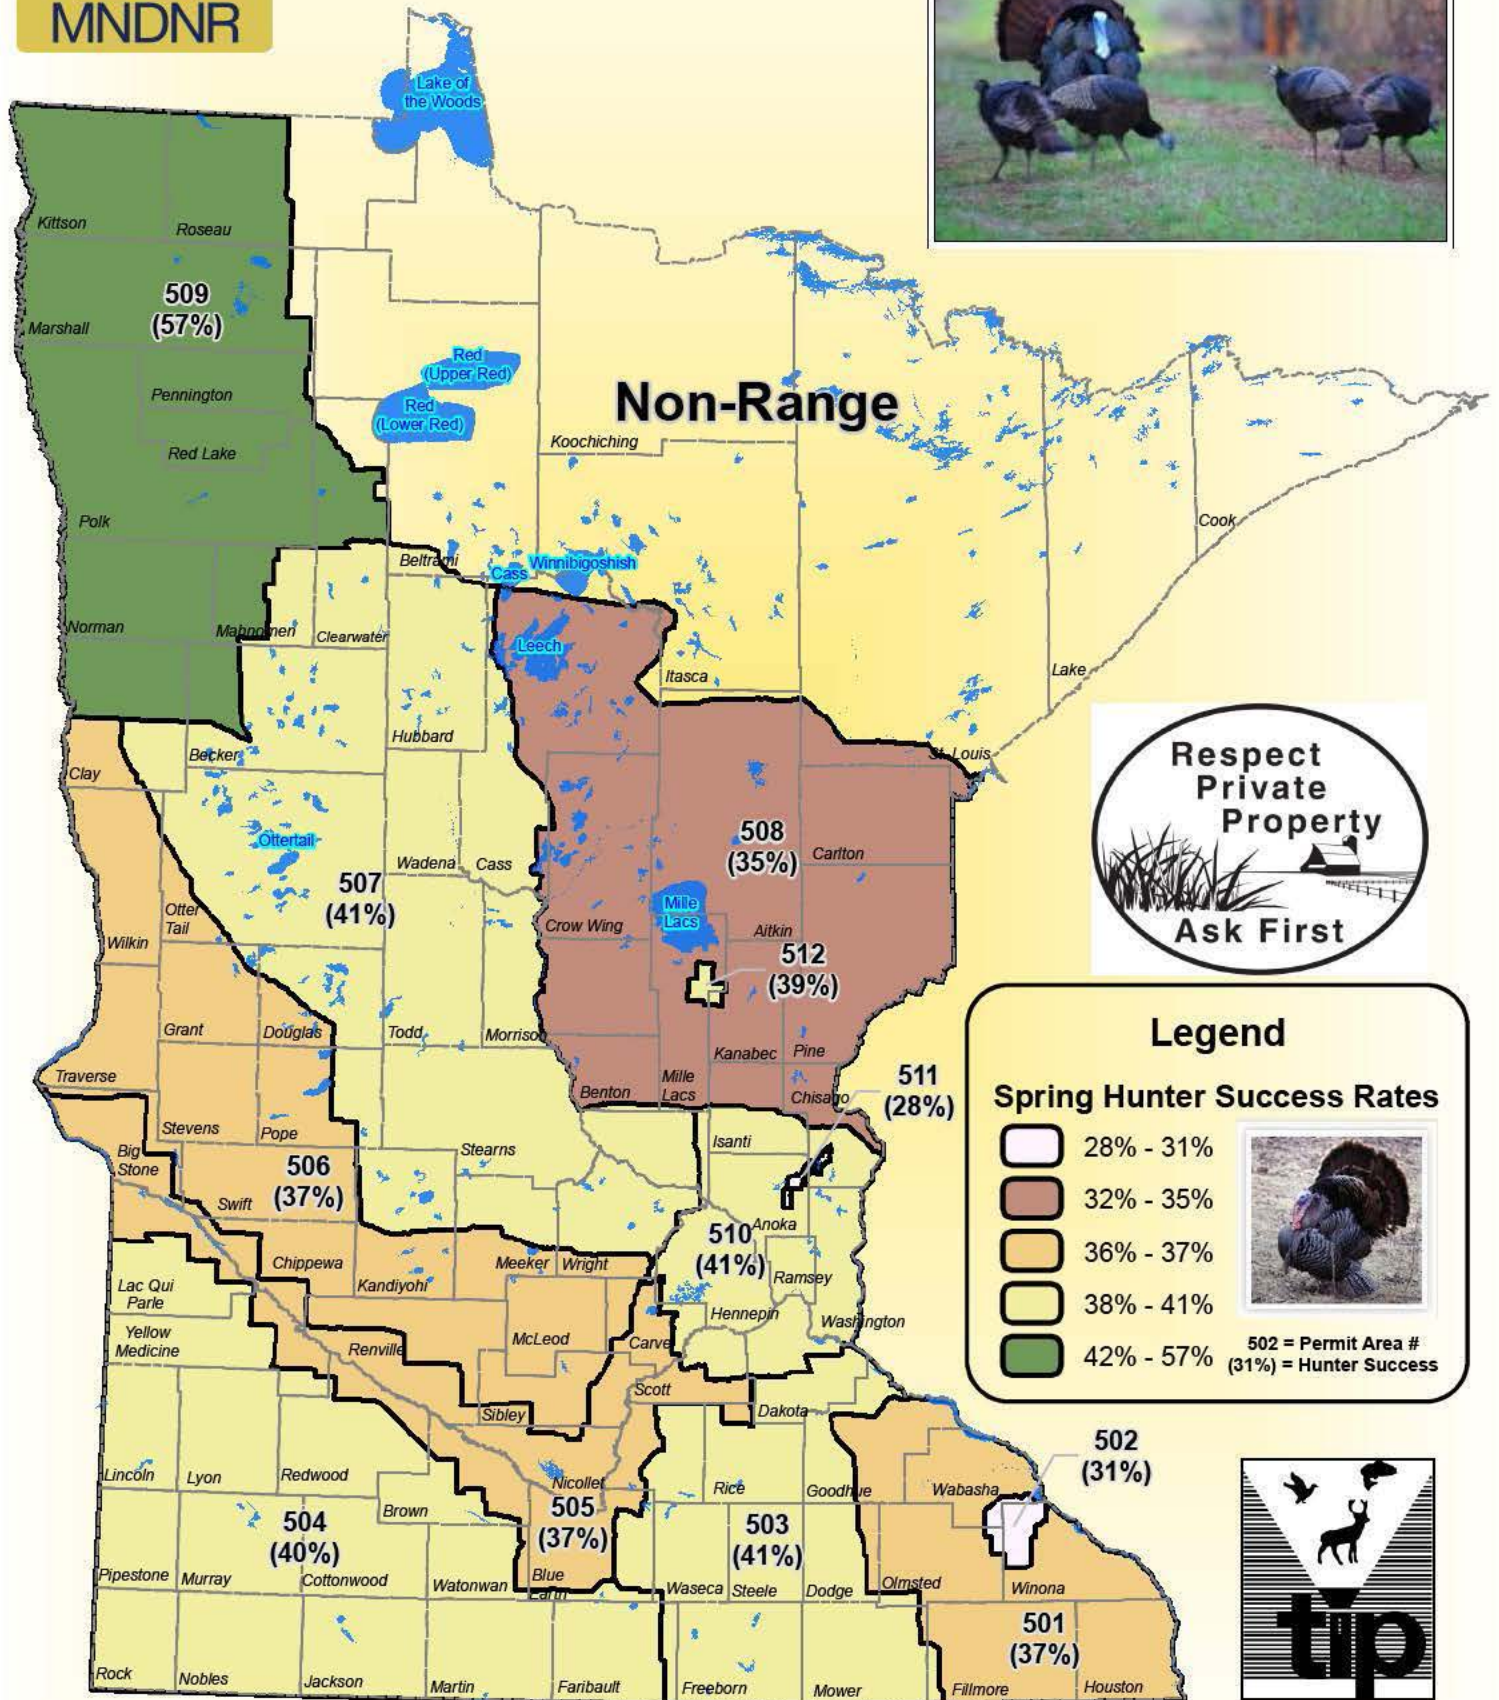 MNDNR
Lake of
the Woods
Kittson
Roseau
509
(57%)
Marshall
Red
(Upper Red)
Pennington
Red
(Lower Red)
Non-Range
Koochiching
Red Lake
Polk
Cook
Beltrami
Cass
Winnibigoshish
Norman
Mahnomen
Clearwater
Leech
Itasca
Lake
Hubbard
Becker
St. Louis
Clay
Respect
Private
Property
Ask First
Ottertail
508
(35%)
Carlton
Wadena
Cass
507
(41%)
Otter
Tail
Mille
Lacs
Crow Wing
Aitkin
Wilkin
512
(39%)
Grant
Douglas
Todd
Morrison
Kanabec
Pine
Traverse
Benton
Mille
Lacs
Chisago
511
(28%)
Legend
Spring Hunter Success Rates
28% - 31%
32% - 35%
36% - 37%
38% - 41%
42% - 57%
502 = Permit Area #
(31%) = Hunter Success
Stevens
Pope
Isanti
Big
Stone
Stearns
506
(37%)
Swift
Anoka
510
(41%)
Chippewa
Meeker
Wright
Kandiyohi
Ramsey
Lac Qui
Parle
Hennepin
Washington
Yellow
Medicine
McLeod
Carve
Renville
Scott
Sibley
Dakota
502
(31%)
Lincoln
Lyon
Redwood
Nicollet
Rice
Goodhue
Wabasha
Brown
505
(37%)
504
(40%)
503
(41%)
Pipestone
Murray
Cottonwood
Watonwan
Blue
Earth
Waseca
Steele
Dodge
Olmsted
Winona
501
(37%)
tip
Rock
Nobles
Jackson
Martin
Faribault
Freeborn
Mower
Fillmore
Houston